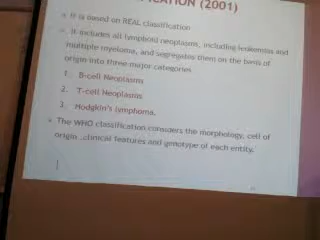 FICATION (2001)
It is based on REAL classification
It includes all lymphoid neoplasms, including leukemias and
multiple myeloma, and segregates them on the basis of
origin into three major categories
1. B-cell Neoplasms
2. T-cell Neoplasms
3. Hodgkin's lymphoma.
The WHO classification considers the morphology, cell of
origin ,clinical features and genotype of each entity.